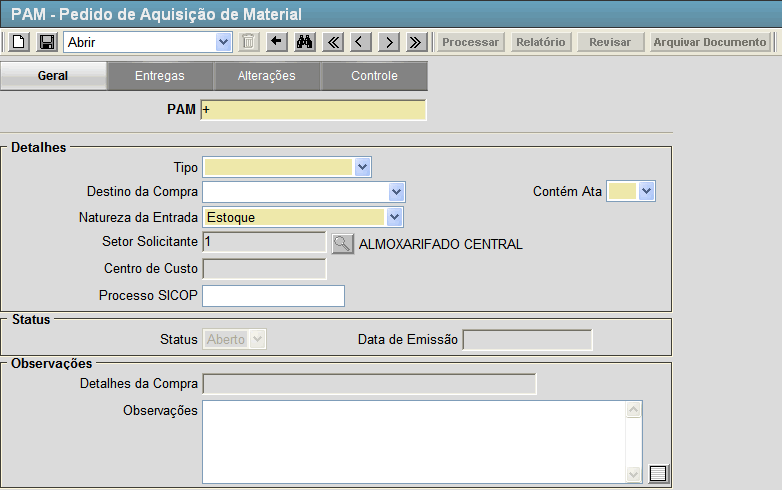 PAM - Pedido de Aquisição de Material
Abrir Processar Relatório Revisar Arquivar Documento
Geral Entregas Alterações Controle
PAM +
Detalhes
Tipo
Destino da Compra Contém Ata
Natureza da Entrada Estoque
Setor Solicitante 1 ALMOXARIFADO CENTRAL
Centro de Custo
Processo SICOP
Status
Status Aberto Data de Emissão
Observações
Detalhes da Compra
Observações